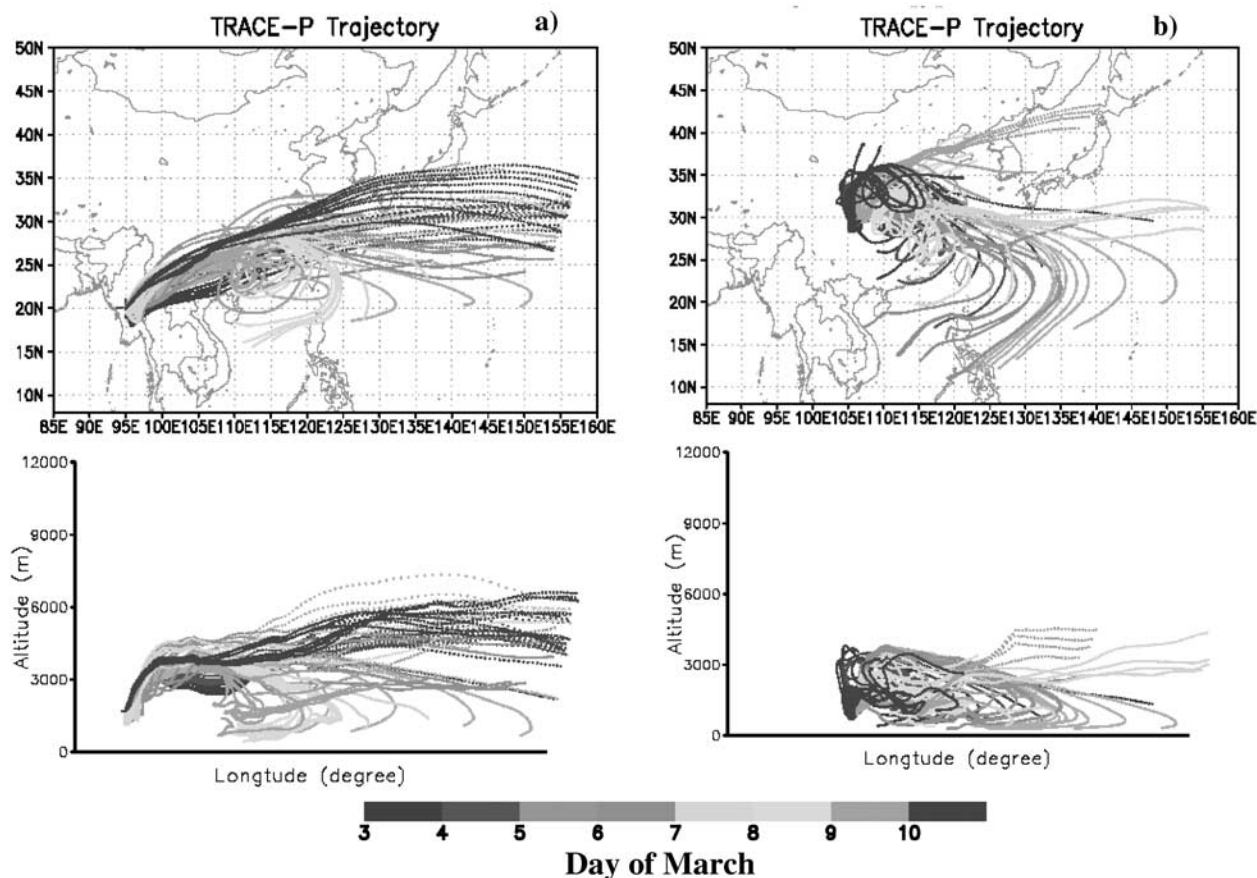 TRACE-P Trajectory a)
50N
45N
40N
35N
30N
25N
20N
15N
10N
85E 90E 95E 100E105E110E115E120E125E130E135E140E145E150E155E160E
12000
9000
6000
3000
0
Altitude (m)
Longtude (degree)
TRACE-P Trajectory b)
50N
45N
40N
35N
30N
25N
20N
15N
10N
85E 90E 95E 100E105E110E115E120E125E130E135E140E145E150E155E160E
12000
9000
6000
3000
0
Altitude (m)
Longtude (degree)
3 4 5 6 7 8 9 10
Day of March